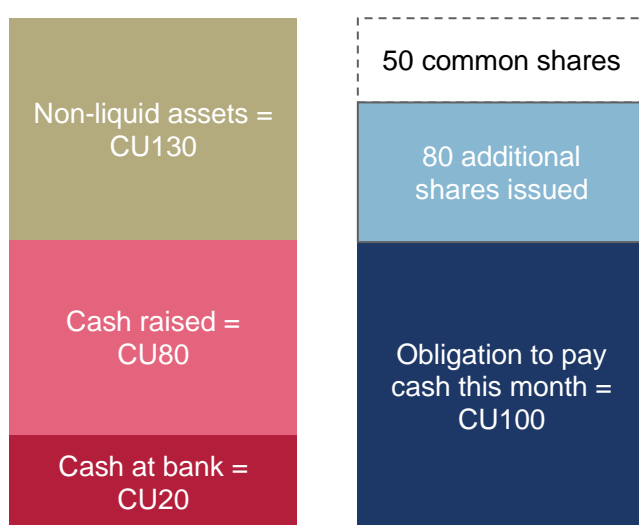 Non-liquid assets =
CU130
Cash raised =
CU80
Cash at bank =
CU20
50 common shares
80 additional
shares issued
Obligation to pay
cash this month =
CU100